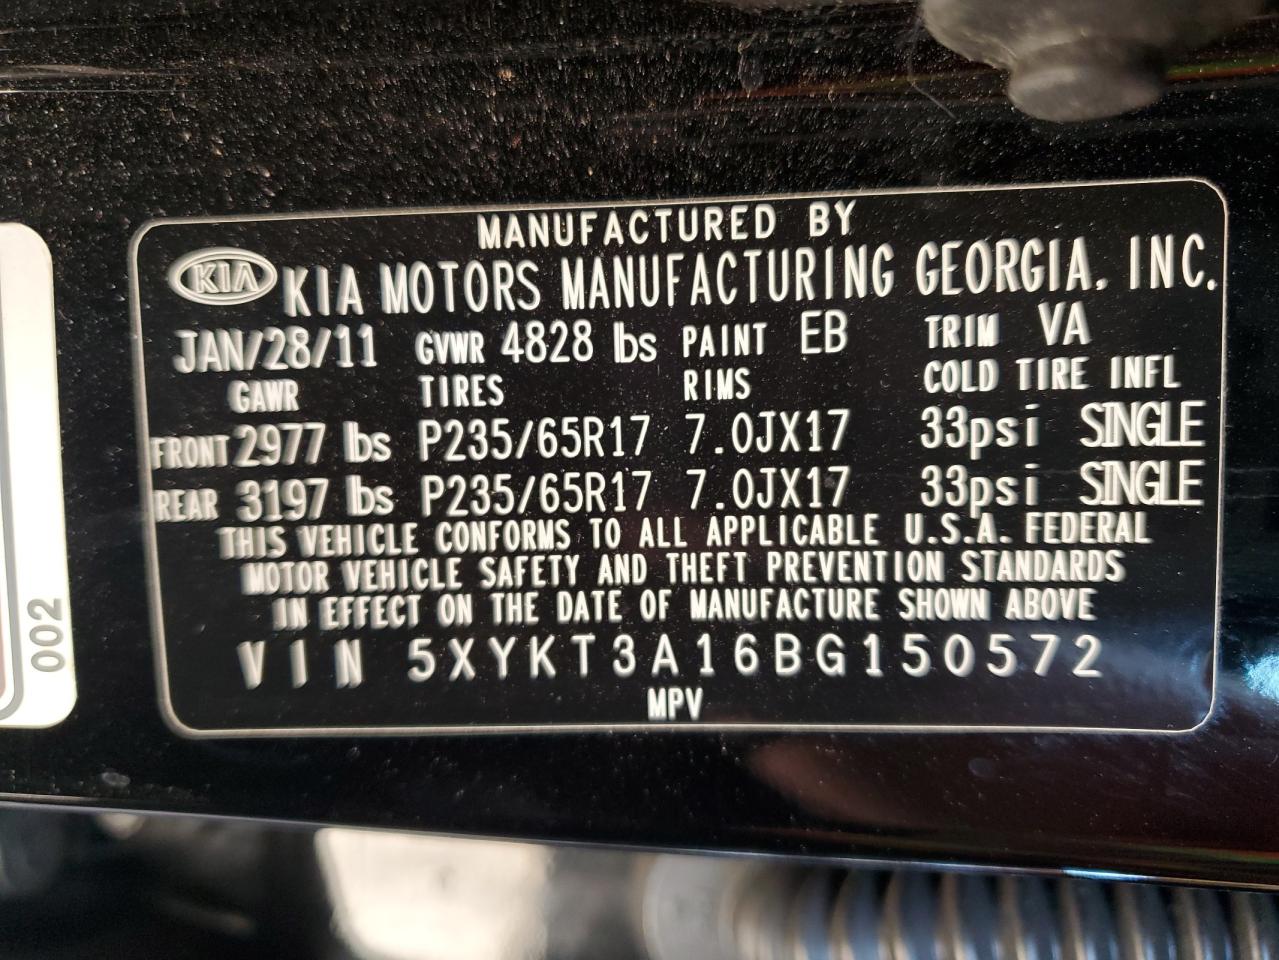 MANUFACTURED BY
KIA KIA MOTORS MANUFACTURING GEORGIA, INC.
JAN/28/11 GVWR 4828 lbs PAINT EB TRIM VA
GAWR TIRES RIMS COLD TIRE INFL
FRONT 2977 lbs P235/65R17 7.0JX17 33psi SINGLE
REAR 3197 lbs P235/65R17 7.0JX17 33psi SINGLE
THIS VEHICLE CONFORMS TO ALL APPLICABLE U.S.A. FEDERAL
MOTOR VEHICLE SAFETY AND THEFT PREVENTION STANDARDS
IN EFFECT ON THE DATE OF MANUFACTURE SHOWN ABOVE
VIN 5XYKT3A16BG150572
MPV
002